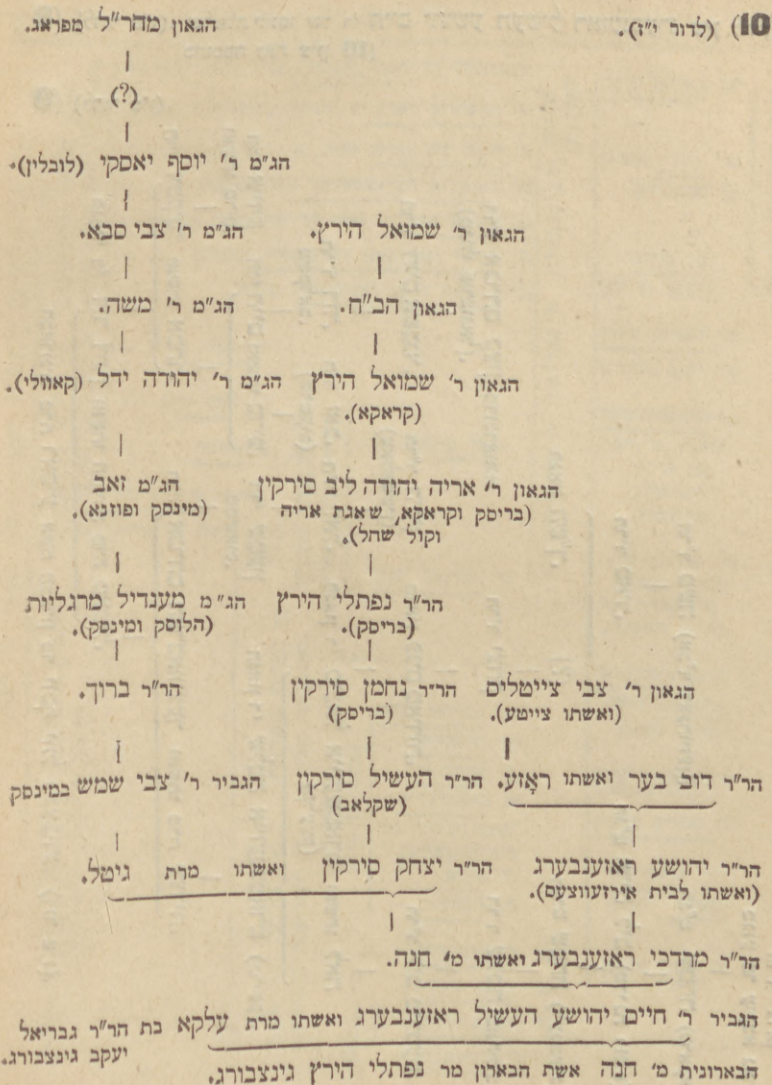 10) (לדור י"ז).
הגאון מהר"ל מפראג.
(?)
הג"מ ר' יוסף יאסקי (לובלין).
הגאון ר' שמואל הירץ. הג"מ ר' צבי סבא.
הגאון הב"ח. הג"מ ר' משה.
הגאון ר' שמואל הירץ הג"מ ר' יהודה ידל (קאוולי).
(קראקא).
הגאון ר' אריה יהודה ליב סירקין הג"מ זאב
(בריסק וקראקא, שאגת אריה (מינסק ופוזנא).
וקול שחל).
הר"ר נפתלי הירץ הג"מ מענדיל מרגליות
(בריסק). (הלוסק ומינסק).
הגאון ר' צבי צייטליס הר"ר נחמן סירקין הר"ר ברוך.
(ואשתו צייטע). (בריסק)
הר"ר דוב בער ואשתו ראָזע. הר"ר העשיל סירקין הגביר ר' צבי שמש במינסק
(שקלאב)
הר"ר יהושע ראזענבערג הר"ר יצחק סירקין ואשתו מרת גיטל.
(ואשתו לבית אירזעווצעס).
הר"ר מרדכי ראזענבערג ואשתו מ' חנה.
הגביר ר' חיים יהושע העשיל ראזענבערג ואשתו מרת עלקא בת הר"ר גבריאל
יעקב גינצבורג.
הבארונית מ' חנה אשת הבארון מר נפתלי הירץ גינצבורג.